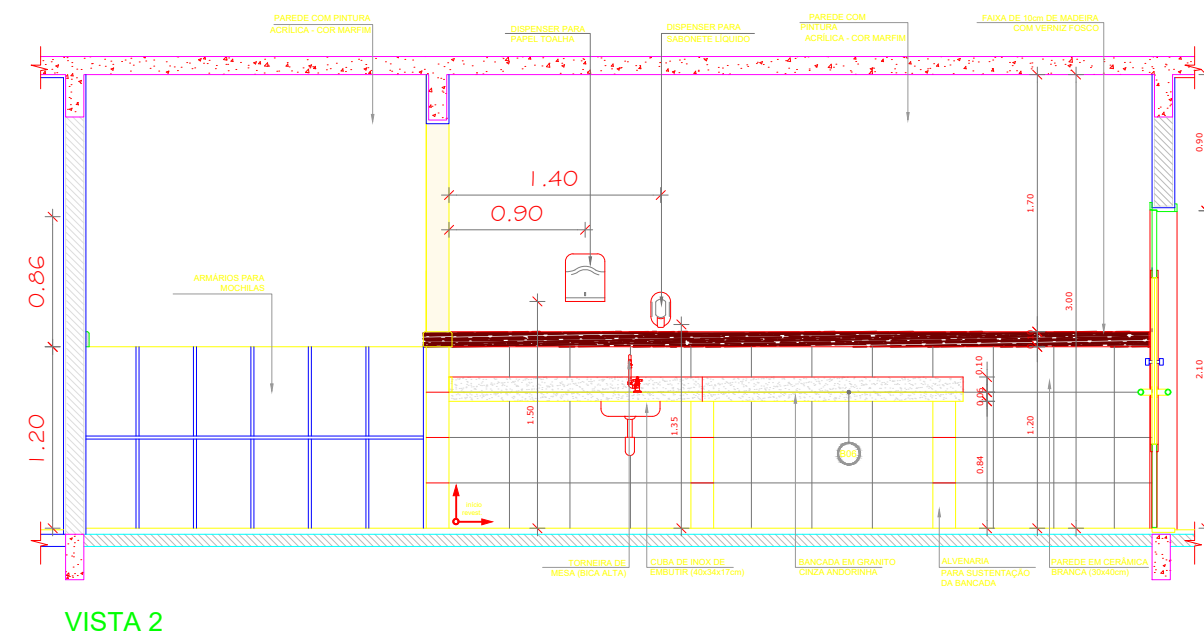 PAREDE COM PINTURA
ACRÍLICA - COR MARFIM
DISPENSER PARA
PAPEL TOALHA
DISPENSER PARA
SABONETE LÍQUIDO
PAREDE COM
PINTURA
ACRÍLICA - COR MARFIM
FAIXA DE 10cm DE MADEIRA
COM VERNIZ FOSCO
0.90
1.40
1.70
0.90
0.86
ARMÁRIOS PARA
MOCHILAS
3.00
0.10
2.10
1.50
1.35
0.05
1.20
1.20
0.84
INÍCIO
TORNEIRA DE
MESA (BICA ALTA)
CUBA DE INOX DE
EMBUTIR
BANCADA EM GRANITO
CINZA ANDORINHA
ALVENARIA
PARA SUSTENTAÇÃO
DA BANCADA
PAREDE EM CERÂMICA
BRANCA
VISTA 2